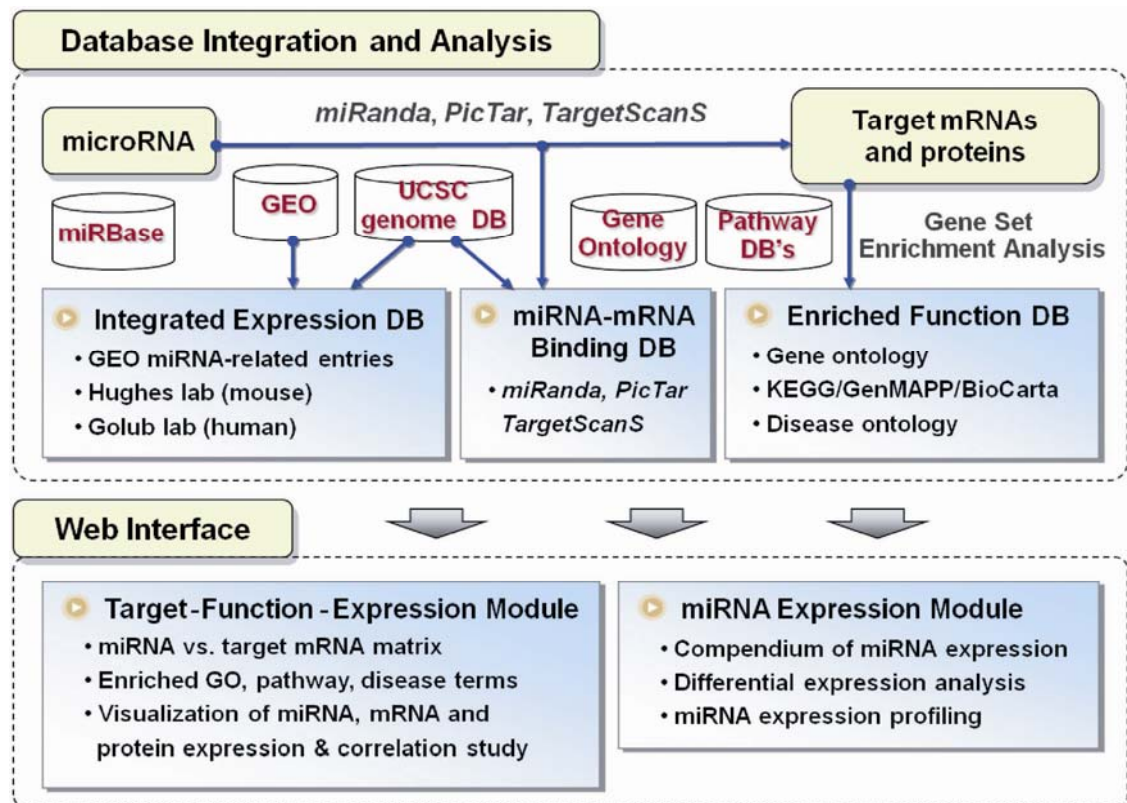 Database Integration and Analysis
miRanda, PicTar, TargetScanS
microRNA
Target mRNAs
and proteins
miRBase
GEO
UCSC
genome DB
Gene
Ontology
Pathway
DB's
Gene Set
Enrichment Analysis
Integrated Expression DB
• GEO miRNA-related entries
• Hughes lab (mouse)
• Golub lab (human)
miRNA-mRNA
Binding DB
• miRanda, PicTar
TargetScanS
Enriched Function DB
• Gene ontology
• KEGG/GenMAPP/BioCarta
• Disease ontology
Web Interface
Target-Function-Expression Module
• miRNA vs. target mRNA matrix
• Enriched GO, pathway, disease terms
• Visualization of miRNA, mRNA and
protein expression & correlation study
miRNA Expression Module
• Compendium of miRNA expression
• Differential expression analysis
• miRNA expression profiling